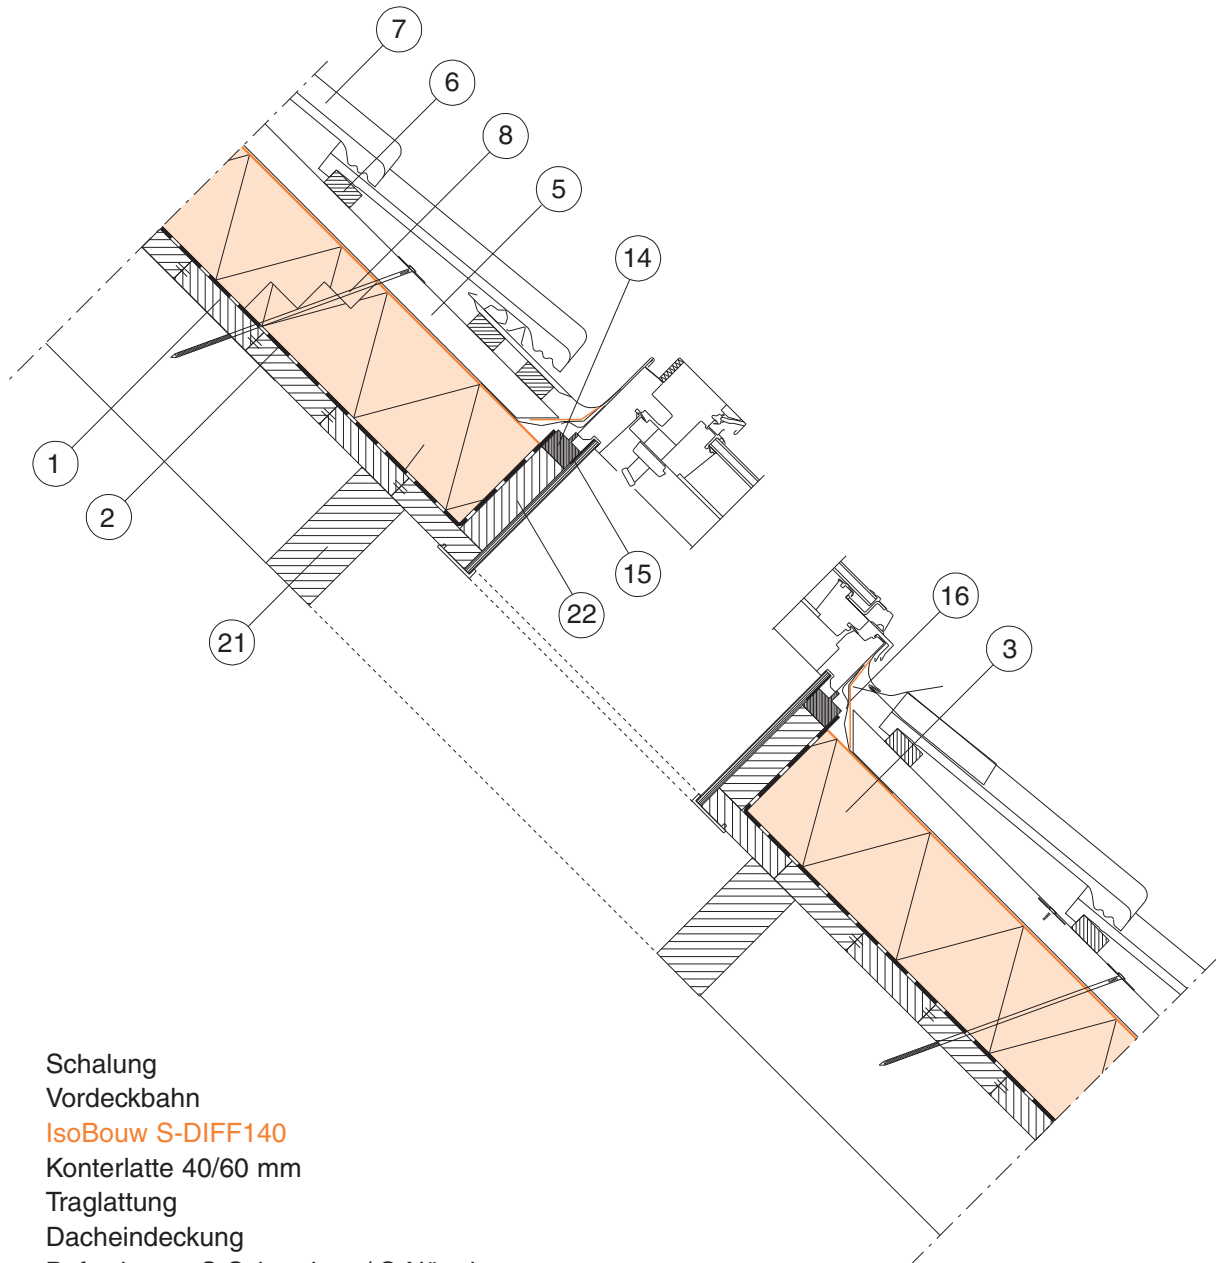 7
6
8
5
14
1
2
15
22
21
16
3
Schalung
Vordeckbahn
IsoBouw S-DIFF140
Konterlatte 40/60 mm
Traglattung
Dacheindeckung